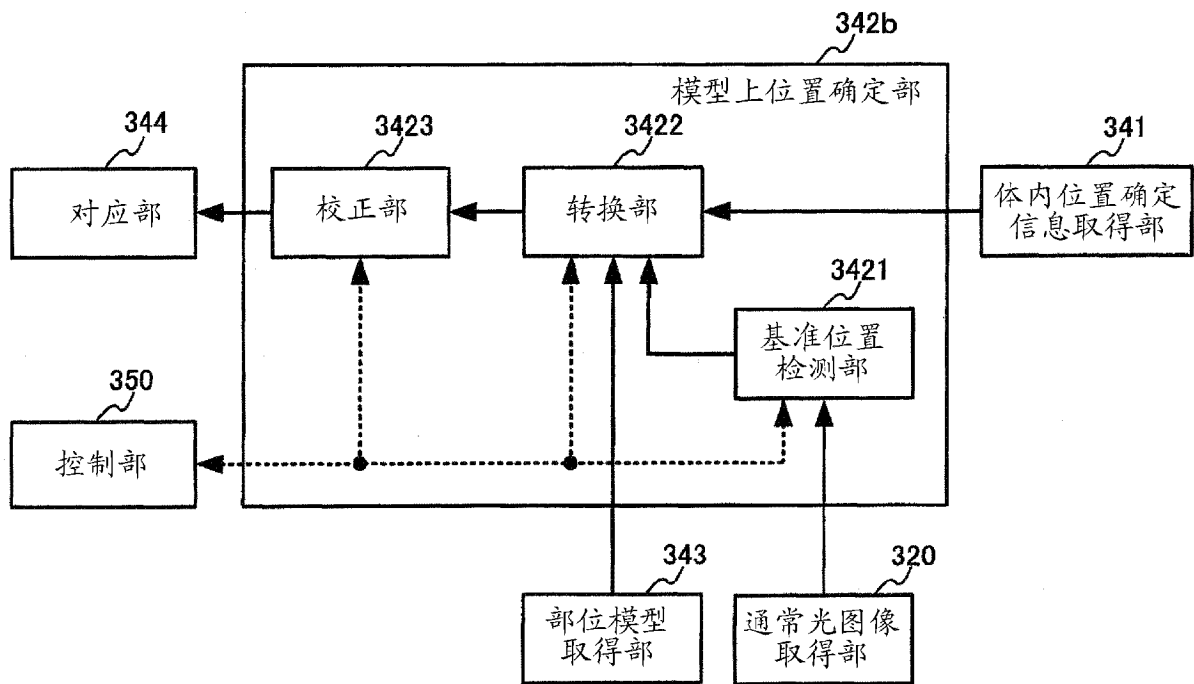 342b
模型上位置确定部
344
3423
3422
341
对应部
校正部
转换部
体内位置确定
信息取得部
3421
基准位置
检测部
350
控制部
343
320
部位模型
取得部
通常光图像
取得部